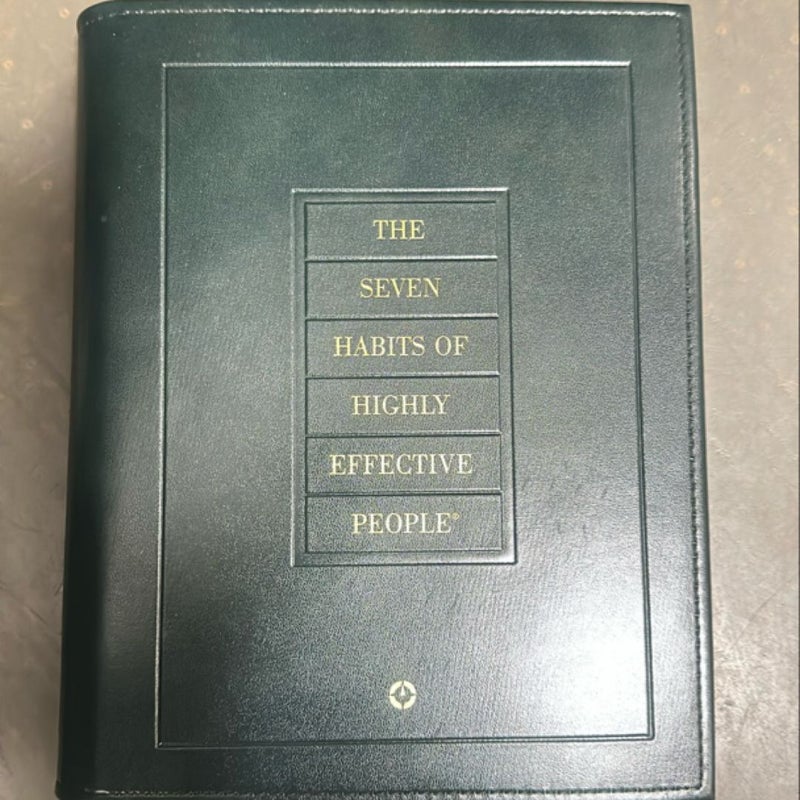 THE
SEVEN
HABITS OF
HIGHLY
EFFECTIVE
PEOPLE®